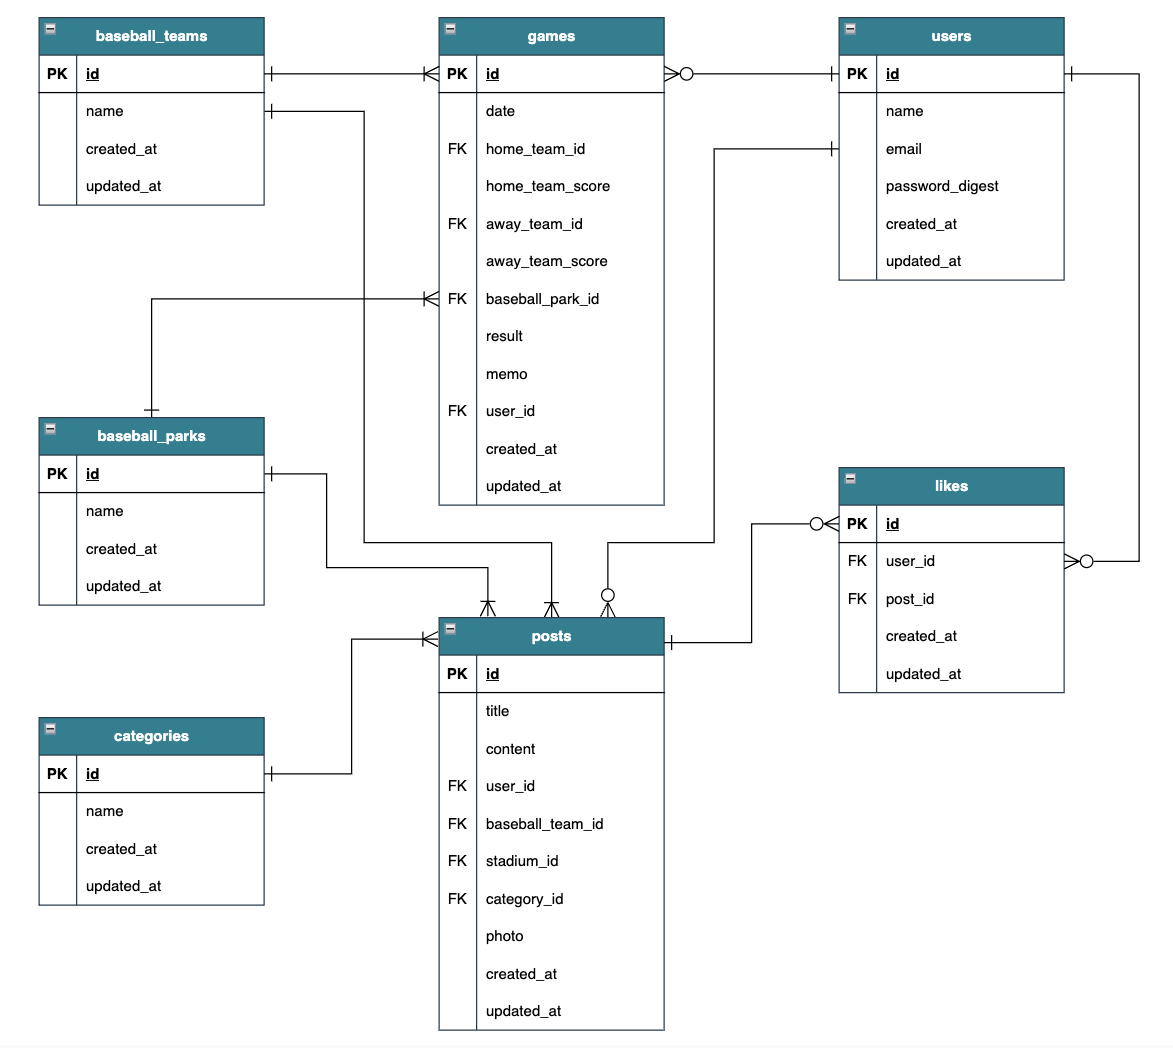 baseball_teams
PK id
name
created_at
updated_at
games
PK id
date
FK home_team_id
home_team_score
FK away_team_id
away_team_score
FK baseball_park_id
result
memo
FK user_id
created_at
updated_at
users
PK id
name
email
password_digest
created_at
updated_at
baseball_parks
PK id
name
created_at
updated_at
likes
PK id
FK user_id
FK post_id
created_at
updated_at
categories
PK id
name
created_at
updated_at
posts
PK id
title
content
FK user_id
FK baseball_team_id
FK stadium_id
FK category_id
photo
created_at
updated_at